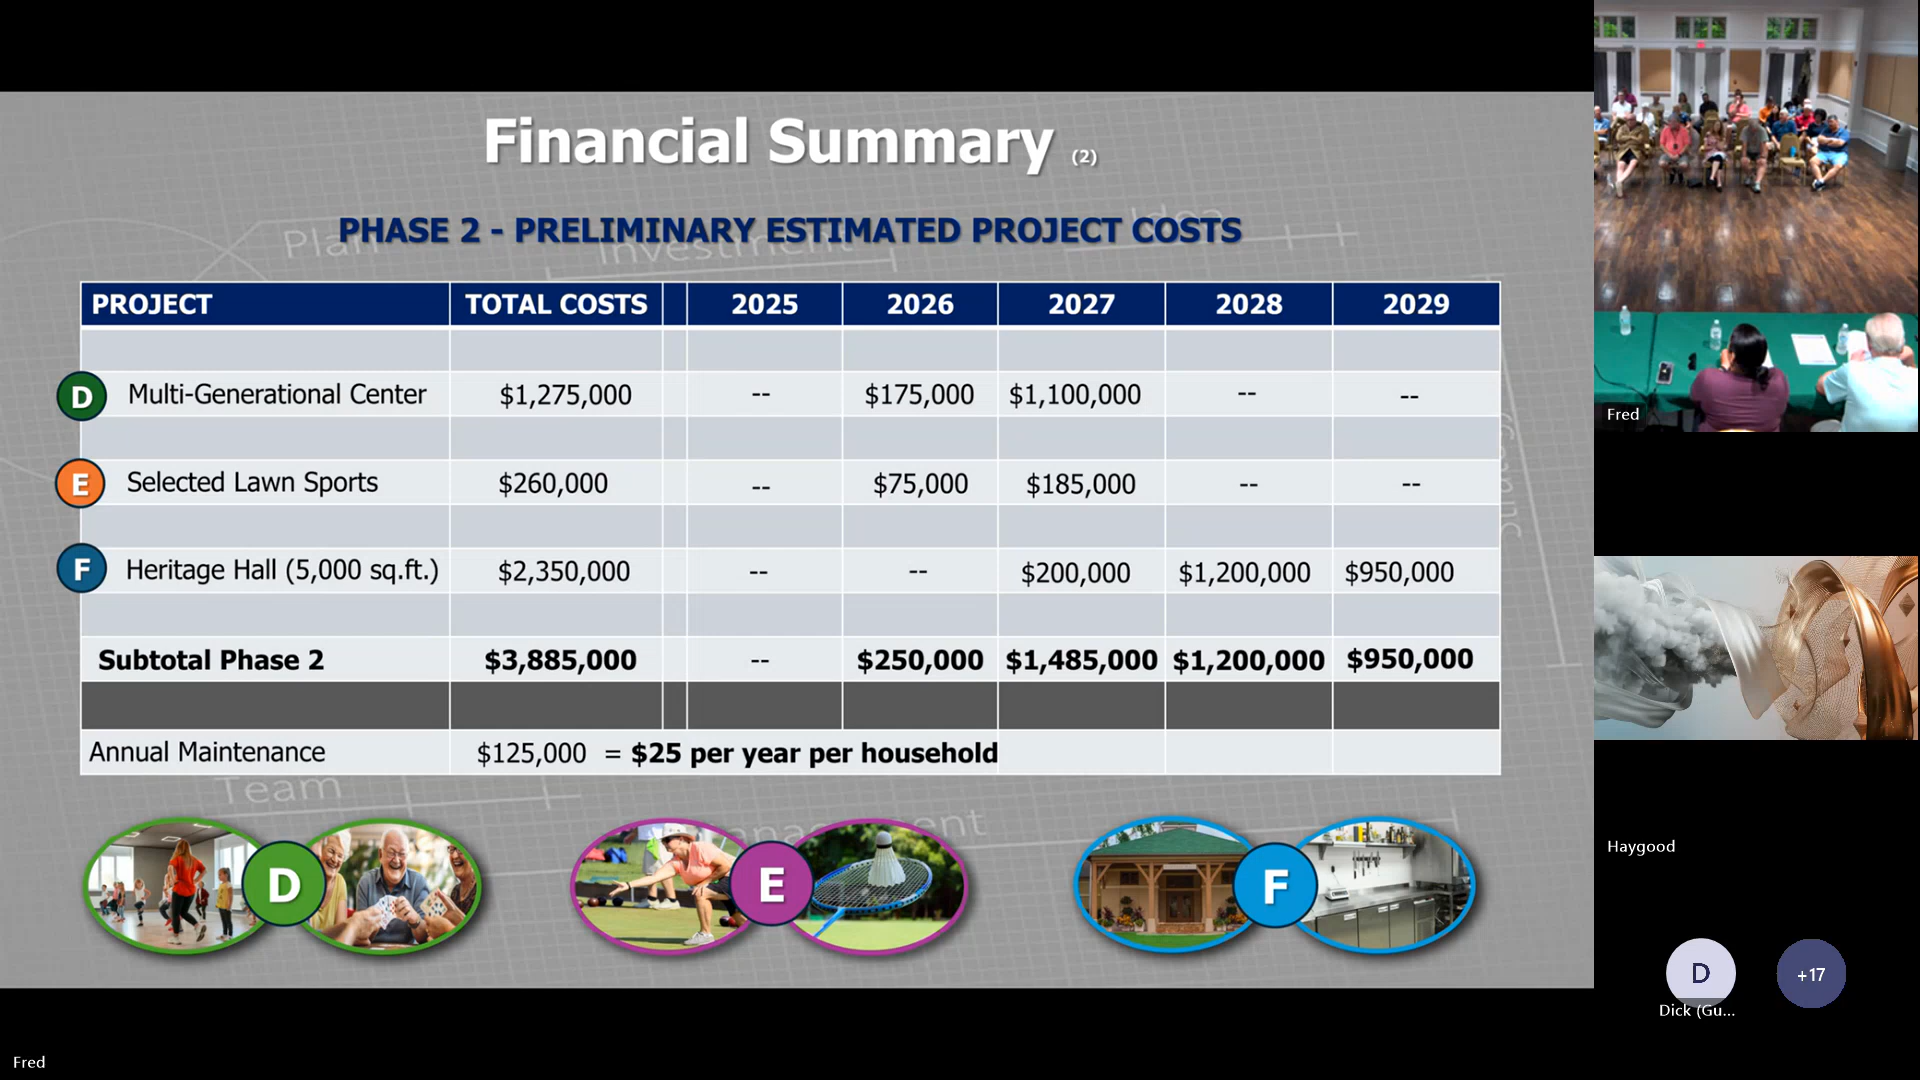 Financial Summary (2)
PHASE 2 - PRELIMINARY ESTIMATED PROJECT COSTS
PROJECT TOTAL COSTS 2025 2026 2027 2028 2029
D Multi-Generational Center $1,275,000 -- $175,000 $1,100,000 -- --
E Selected Lawn Sports $260,000 -- $75,000 $185,000 -- --
F Heritage Hall (5,000 sq.ft.) $2,350,000 -- -- $200,000 $1,200,000 $950,000
Subtotal Phase 2 $3,885,000 -- $250,000 $1,485,000 $1,200,000 $950,000
Annual Maintenance $125,000 = $25 per year per household
Team
D
E
F
Fred
Haygood
D
+17
Dick (Gu...
Fred